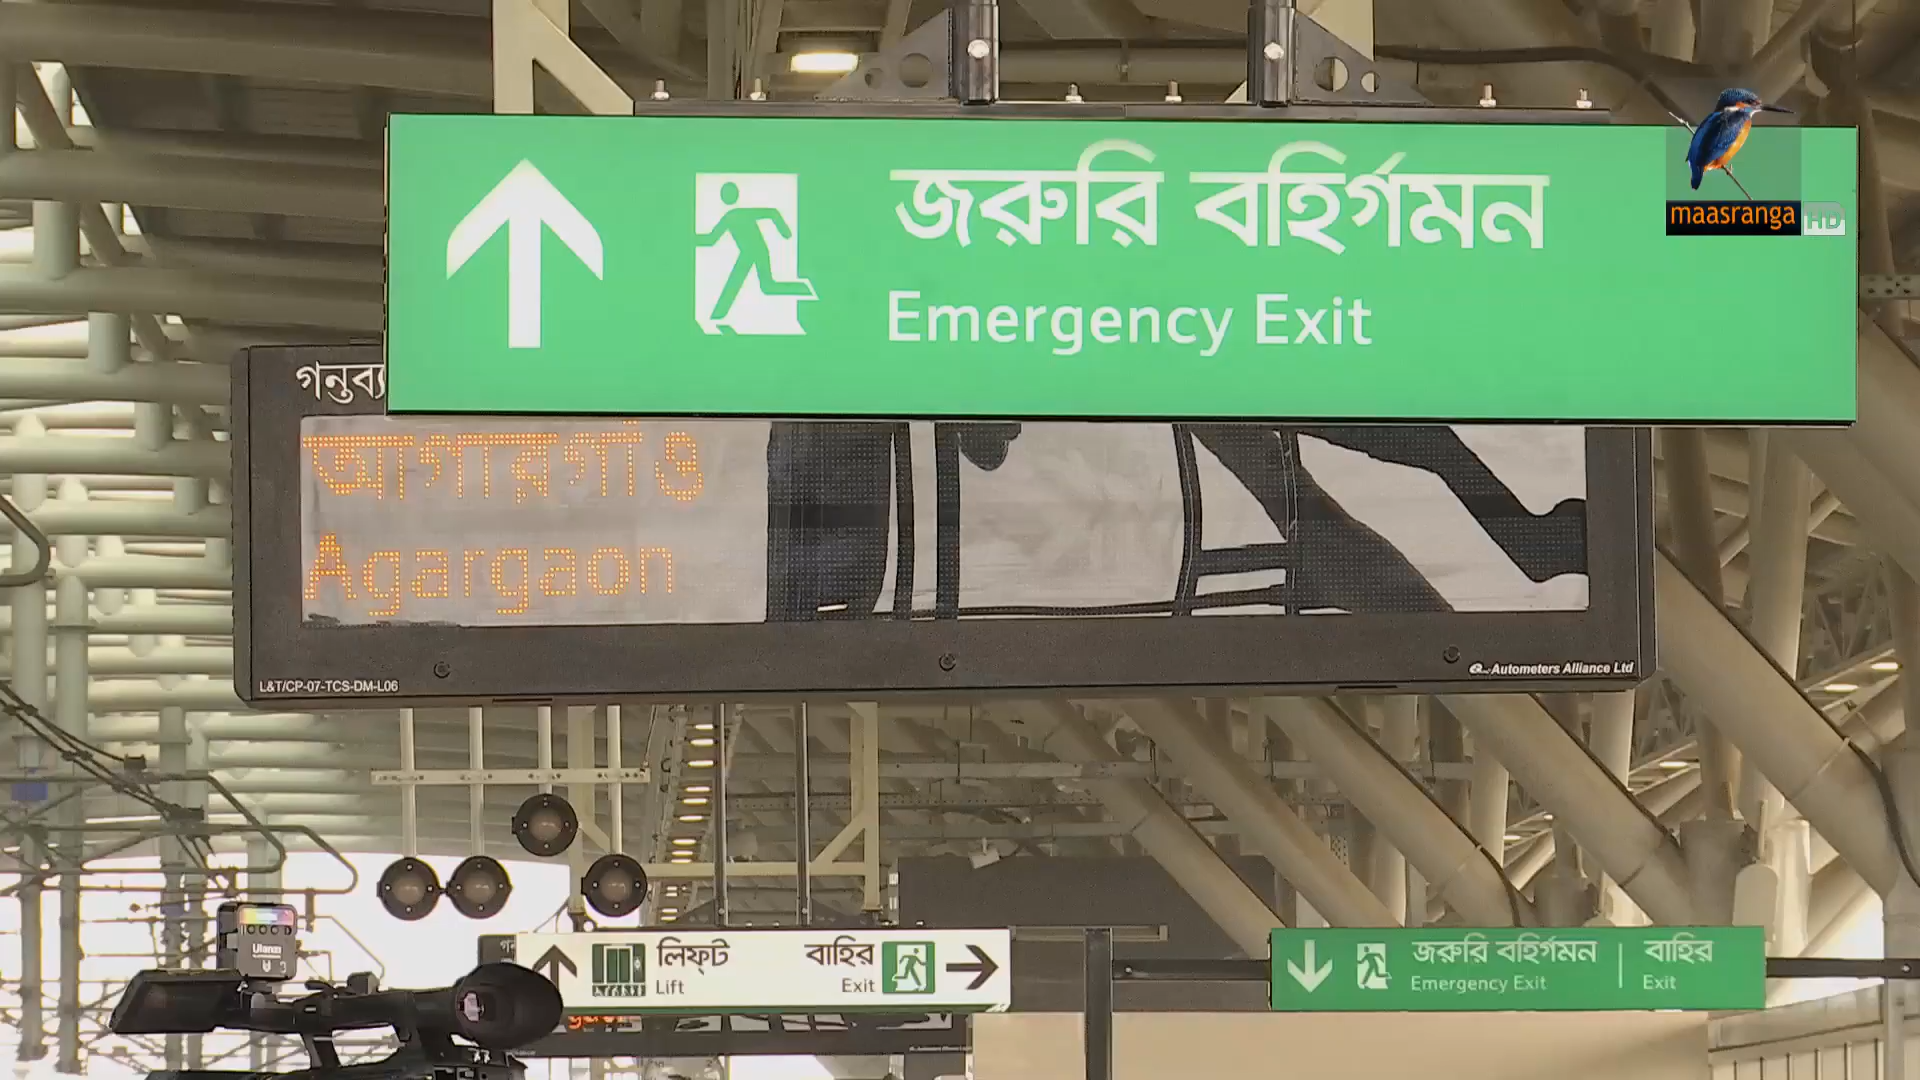 জরুরি বহির্গমন
Emergency Exit
maasranga HD
গন্তব্য
আগারগাঁও
Agargaon
L&T/CP-07-TCS-DM-L06
Autometers Alliance Ltd
লিফ্ট
Lift
বাহির
Exit
জরুরি বহির্গমন
Emergency Exit
বাহির
Exit
Ulanzi